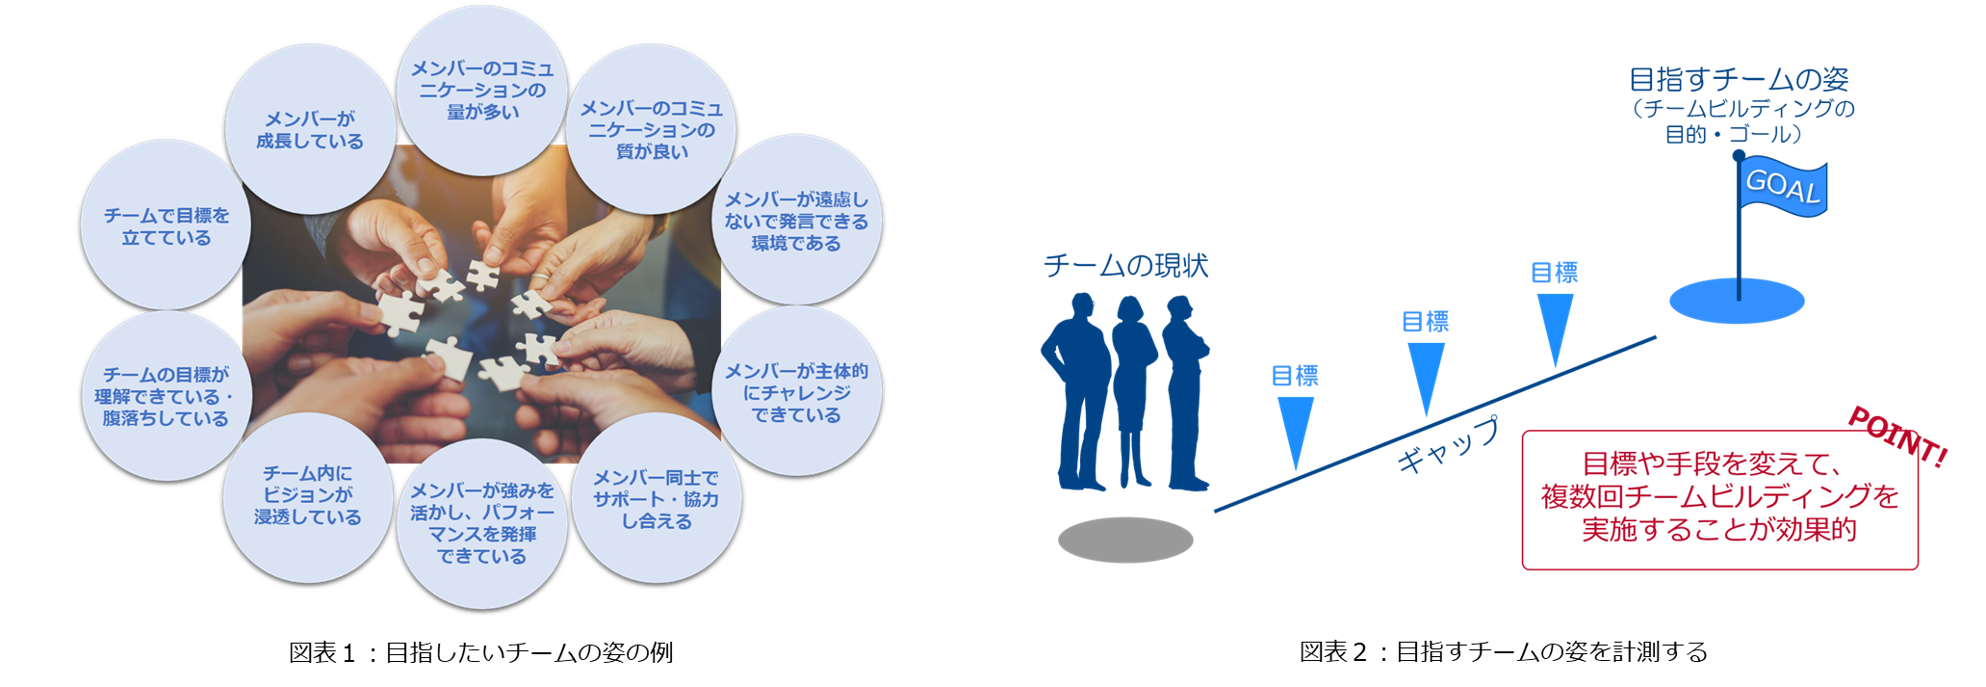 メンバーのコミュ
ニケーションの
量が多い
メンバーのコミュ
ニケーションの
質が良い
メンバーが遠慮し
ないで発言できる
環境である
メンバーが主体的
にチャレンジ
できている
メンバー同士で
サポート・協力
し合える
メンバーが強みを
活かし、パフォー
マンスを発揮
できている
チーム内に
ビジョンが
浸透している
チームの目標が
理解できている・
腹落ちしている
チームで目標を
立てている
メンバーが
成長している
図表１：目指したいチームの姿の例
目指すチームの姿
（チームビルディングの
目的・ゴール）
GOAL
チームの現状
目標
目標
目標
ギャップ
POINT!
目標や手段を変えて、
複数回チームビルディングを
実施することが効果的
図表２：目指すチームの姿を計測する